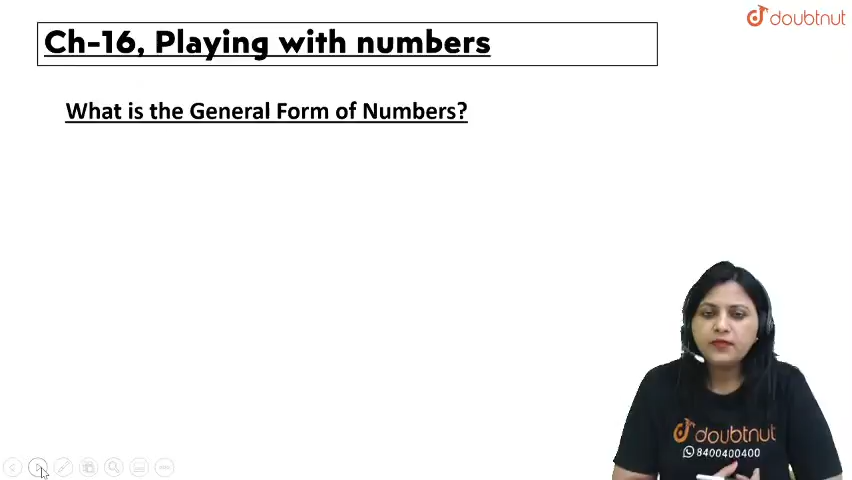 Ch-16, Playing with numbers
doubtnut
What is the General Form of Numbers?
doubtnut
8400400400